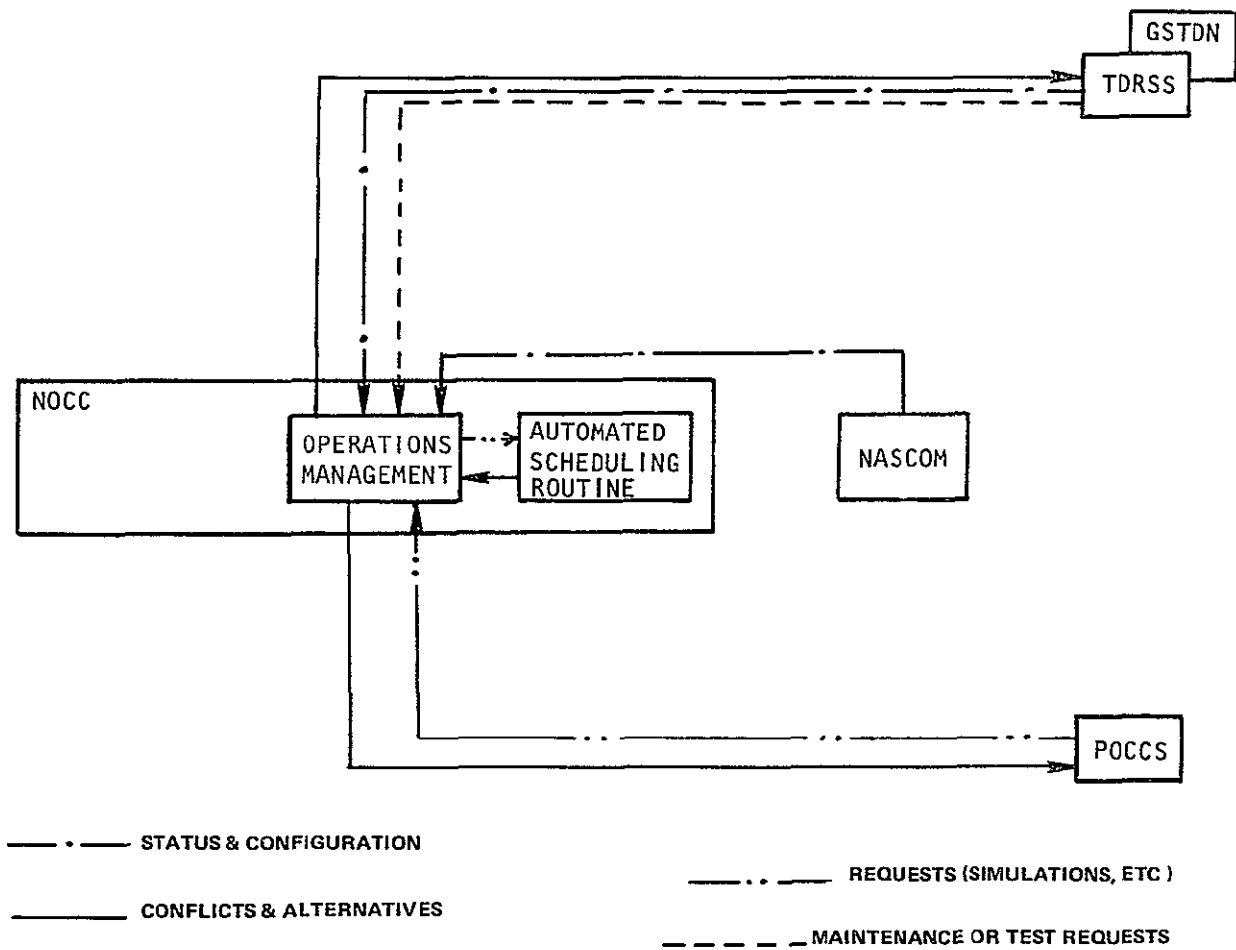 GSTDN
TDRSS
NOCC
OPERATIONS
MANAGEMENT
AUTOMATED
SCHEDULING
ROUTINE
NASCOM
POCCS
STATUS & CONFIGURATION
REQUESTS (SIMULATIONS, ETC )
CONFLICTS & ALTERNATIVES
MAINTENANCE OR TEST REQUESTS